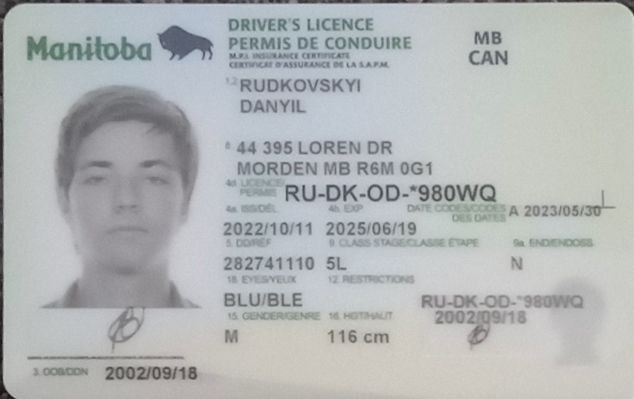 Manitoba
DRIVER'S LICENCE
PERMIS DE CONDUIRE
M.P.I. INSURANCE CERTIFICATE
CERTIFICAT D'ASSURANCE DE LA S.A.P.M.
MB
CAN
1,2 RUDKOVSKYI
DANYIL
8 44 395 LOREN DR
MORDEN MB R6M 0G1
4d. LICENCE/
PERMIS RU-DK-OD-*980WQ
4a. ISS/DÉL 4b. EXP DATE CODES/CODES
DES DATES A 2023/05/30
2022/10/11 2025/06/19
5. DD/RÉF 9. CLASS STAGE/CLASSE ÉTAPE 9a. END/ENDOSS
282741110 5L N
18. EYES/YEUX 12. RESTRICTIONS
BLU/BLE RU-DK-OD-*980WQ
2002/09/18
15. GENDER/GENRE 16. HGT/HAUT
M 116 cm
3. DOB/DDN 2002/09/18